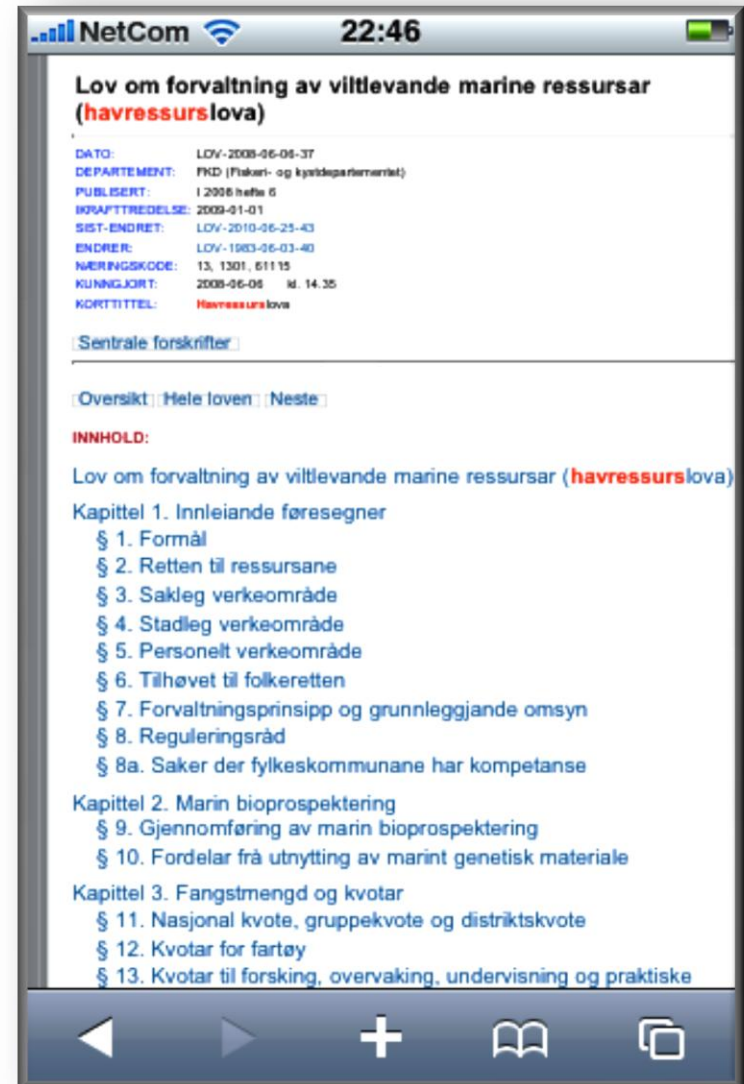 NetCom 22:46
Lov om forvaltning av viltlevande marine ressursar
(havressurslova)
DATO: LOV-2008-06-06-37
DEPARTEMENT: FKD (Fiskeri- og kystdepartementet)
PUBLISERT: I 2008 hefte 6
IKRAFTTREDELSE: 2009-01-01
SIST-ENDRET: LOV-2010-06-25-43
ENDRER: LOV-1983-06-03-40
NÆRINGSKODE: 13, 1301, 61115
KUNNGJORT: 2008-06-06 kl. 14.35
KORTTITTEL: Havressurslova
Sentrale forskrifter
Oversikt Hele loven Neste
INNHOLD:
Lov om forvaltning av viltlevande marine ressursar (havressurslova)
Kapittel 1. Innleiande føresegner
§ 1. Formål
§ 2. Retten til ressursane
§ 3. Sakleg verkeområde
§ 4. Stadleg verkeområde
§ 5. Personelt verkeområde
§ 6. Tilhøvet til folkeretten
§ 7. Forvaltningsprinsipp og grunnleggjande omsyn
§ 8. Reguleringsråd
§ 8a. Saker der fylkeskommunane har kompetanse
Kapittel 2. Marin bioprospektering
§ 9. Gjennomføring av marin bioprospektering
§ 10. Fordelar frå utnytting av marint genetisk materiale
Kapittel 3. Fangstmengd og kvotar
§ 11. Nasjonal kvote, gruppekvote og distriktskvote
§ 12. Kvotar for fartøy
§ 13. Kvotar til forsking, overvaking, undervisning og praktiske